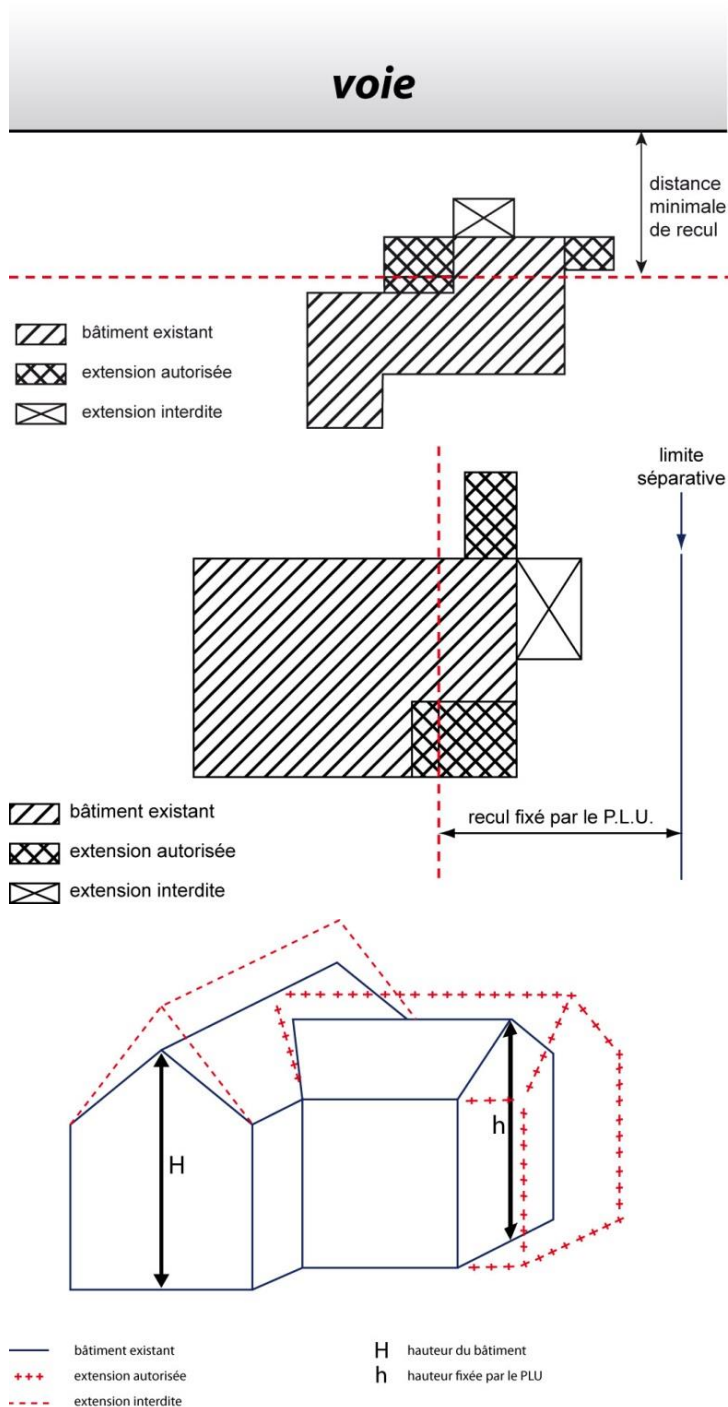 voie
distance
minimale
de recul
bâtiment existant
extension autorisée
extension interdite
limite
séparative
bâtiment existant
recul fixé par le P.L.U.
extension autorisée
extension interdite
H
h
bâtiment existant
H hauteur du bâtiment
extension autorisée
h hauteur fixée par le PLU
extension interdite